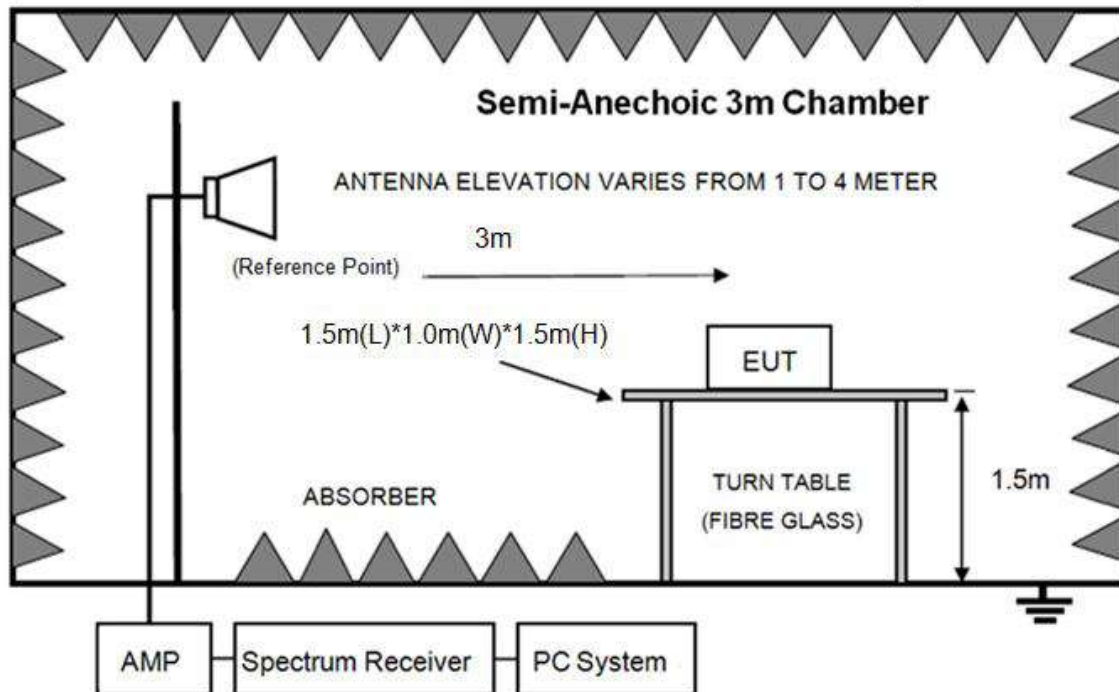 Semi-Anechoic 3m Chamber
ANTENNA ELEVATION VARIES FROM 1 TO 4 METER
3m
(Reference Point)
1.5m(L)*1.0m(W)*1.5m(H)
EUT
ABSORBER
TURN TABLE
(FIBRE GLASS)
1.5m
AMP
Spectrum Receiver
PC System